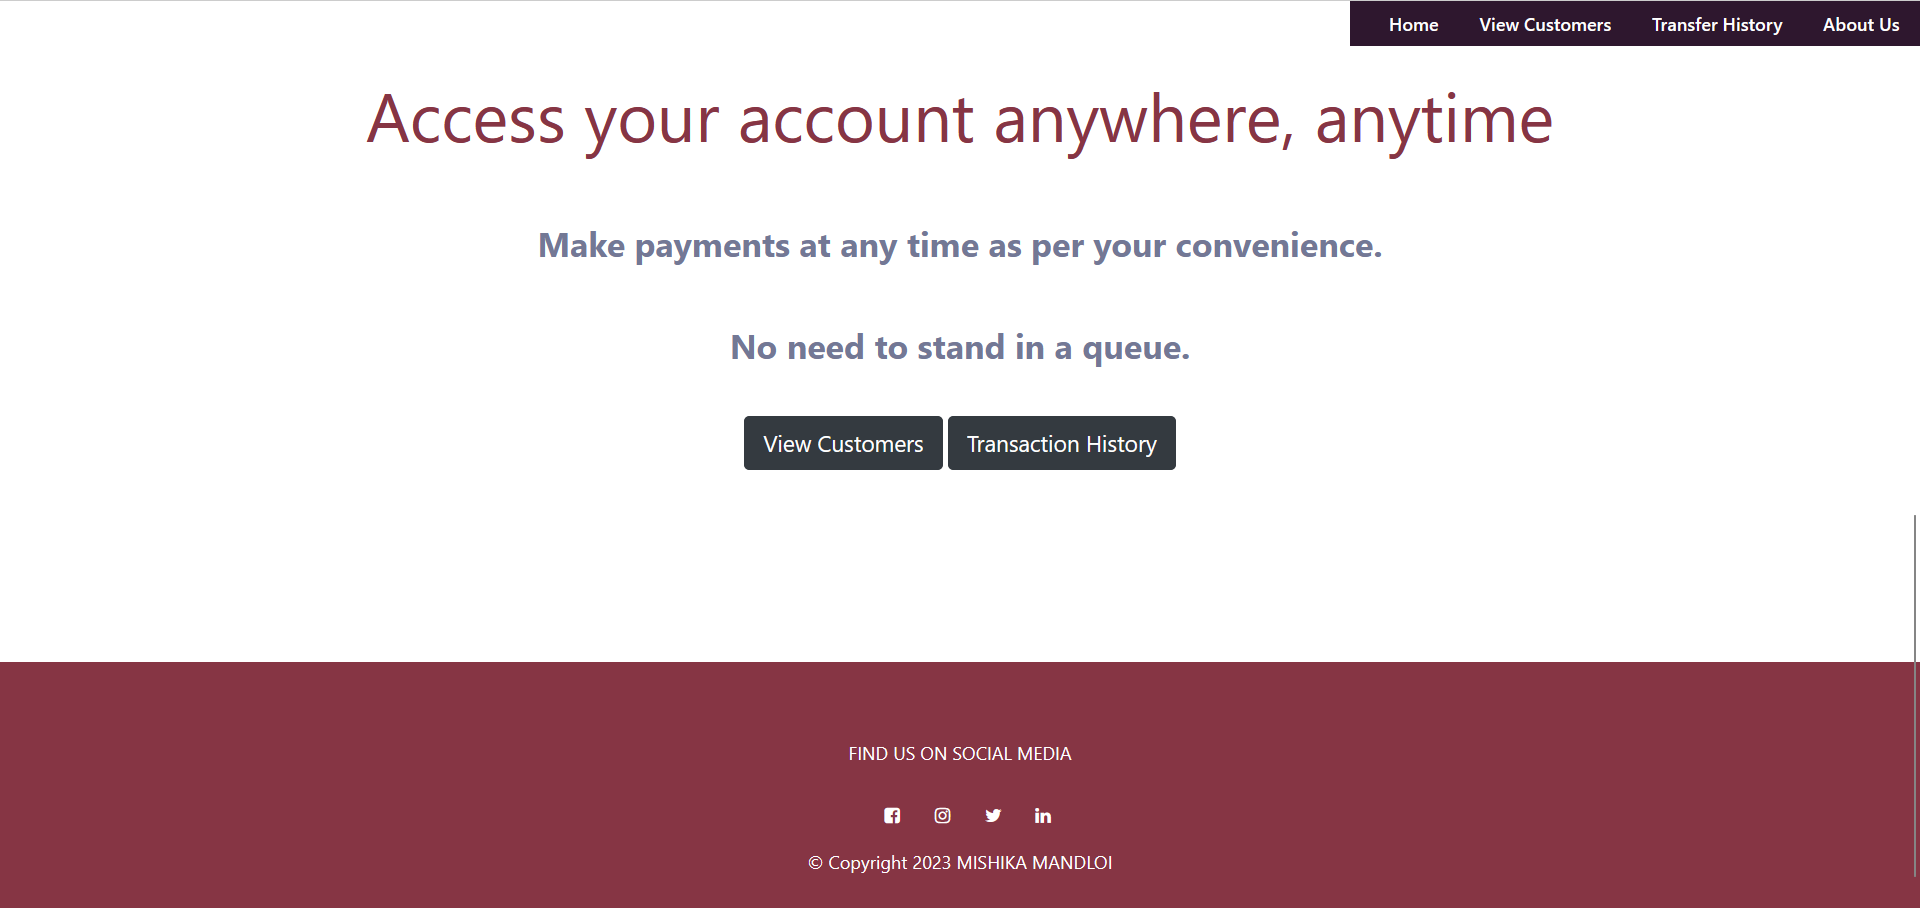 Home View Customers Transfer History About Us
Access your account anywhere, anytime
Make payments at any time as per your convenience.
No need to stand in a queue.
View Customers Transaction History
FIND US ON SOCIAL MEDIA
© Copyright 2023 MISHIKA MANDLOI